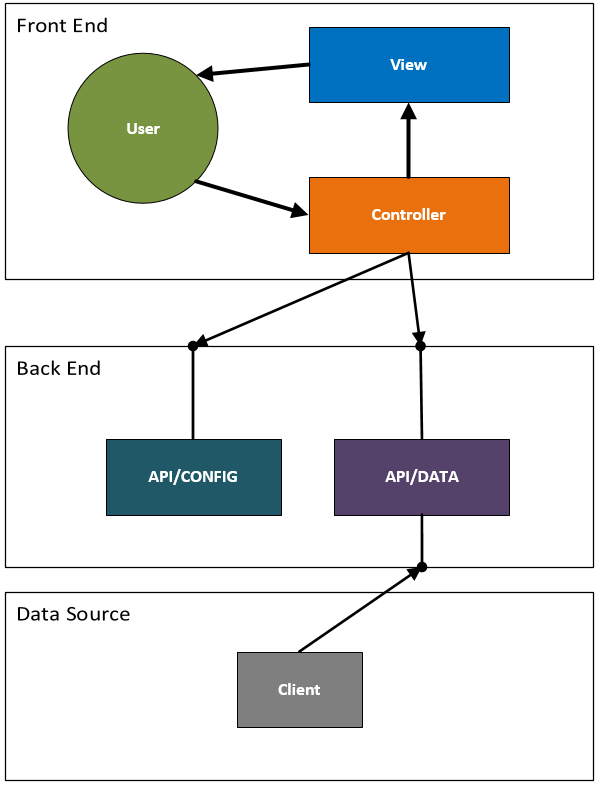 Front End
View
User
Controller
Back End
API/CONFIG
API/DATA
Data Source
Client